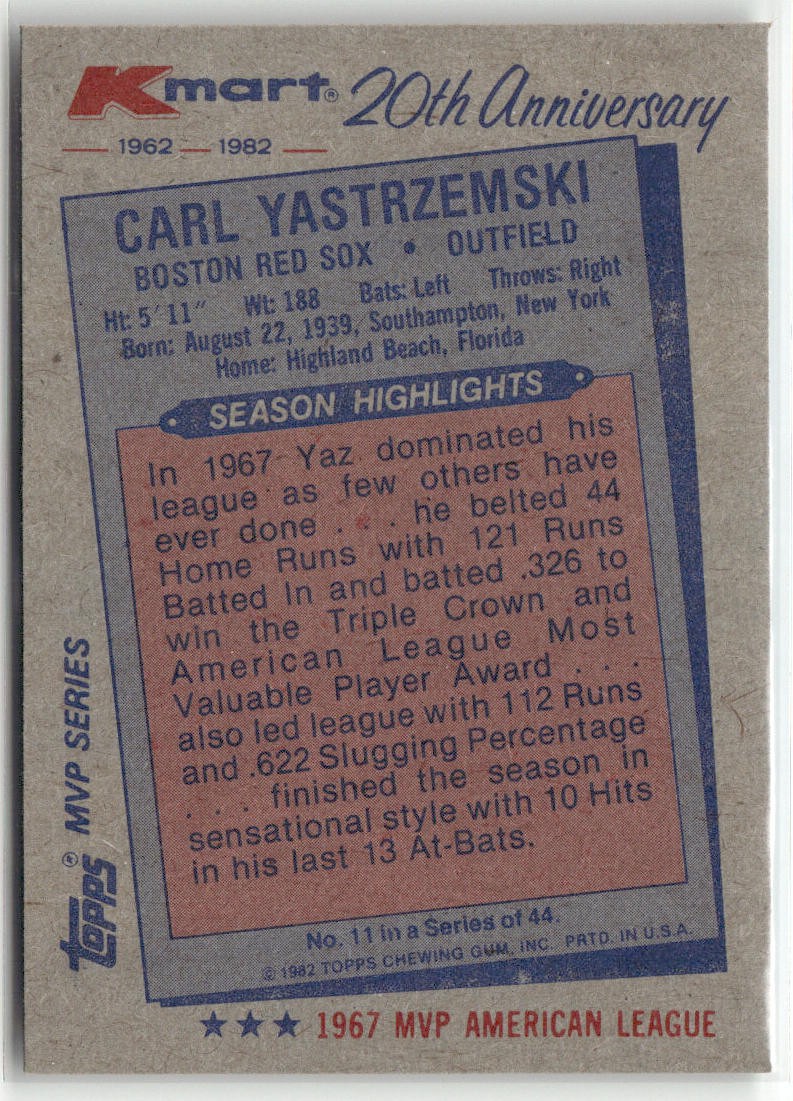 Kmart® 20th Anniversary
1962 — 1982
CARL YASTRZEMSKI
BOSTON RED SOX • OUTFIELD
Ht: 5'11" Wt: 188 Bats: Left Throws: Right
Born: August 22, 1939, Southampton, New York
Home: Highland Beach, Florida
SEASON HIGHLIGHTS
In 1967 Yaz dominated his
league as few others have
ever done . . . he belted 44
Home Runs with 121 Runs
Batted In and batted .326 to
win the Triple Crown and
American League Most
Valuable Player Award . . .
also led league with 112 Runs
and .622 Slugging Percentage
. . . finished the season in
sensational style with 10 Hits
in his last 13 At-Bats.
No. 11 in a Series of 44.
© 1982 TOPPS CHEWING GUM, INC. PRTD. IN U.S.A.
TOPPS® MVP SERIES
★★★ 1967 MVP AMERICAN LEAGUE